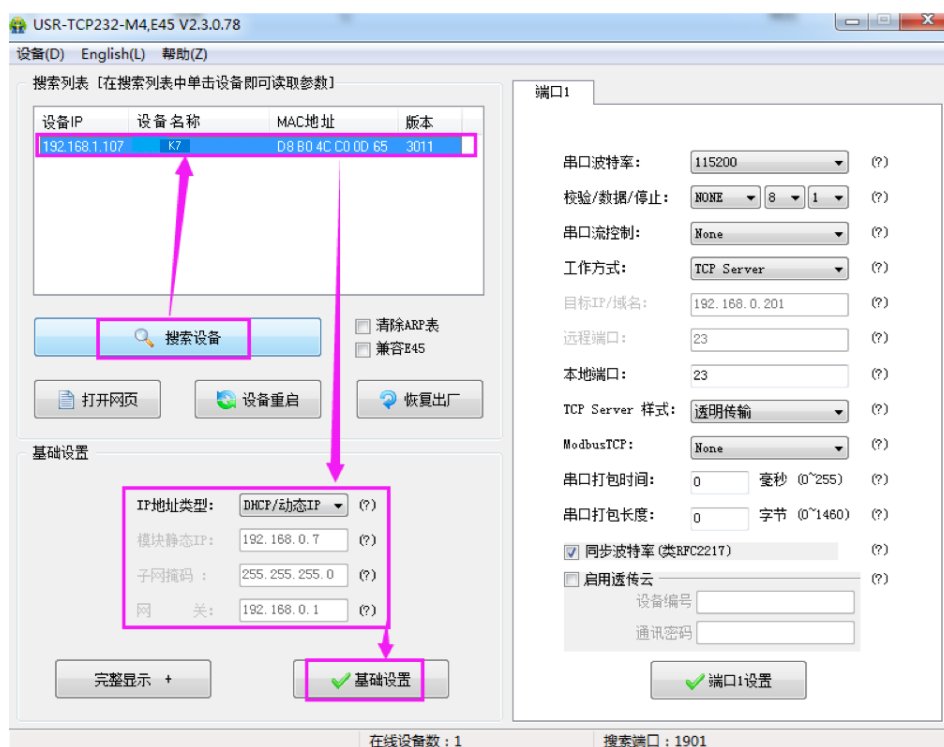 USR-TCP232-M4,E45 V2.3.0.78
设备(D) English(L) 帮助(Z)
搜索列表 [在搜索列表中单击设备即可读取参数]
设备IP 设备名称 MAC地址 版本
192.168.1.107 K7 D8 B0 4C C0 0D 65 3011
搜索设备
清除ARP表
兼容E45
打开网页 设备重启 恢复出厂
基础设置
IP地址类型: DHCP/动态IP (?)
模块静态IP: 192.168.0.7 (?)
子网掩码 : 255.255.255.0 (?)
网 关: 192.168.0.1 (?)
完整显示 + 基础设置
端口1
串口波特率: 115200 (?)
校验/数据/停止: NONE 8 1 (?)
串口流控制: None (?)
工作方式: TCP Server (?)
目标IP/域名: 192.168.0.201 (?)
远程端口: 23 (?)
本地端口: 23 (?)
TCP Server 样式: 透明传输 (?)
ModbusTCP: None (?)
串口打包时间: 0 毫秒 (0~255) (?)
串口打包长度: 0 字节 (0~1460) (?)
同步波特率(类RFC2217) (?)
启用透传云 (?)
设备编号
通讯密码
端口1设置
在线设备数：1 搜索端口：1901